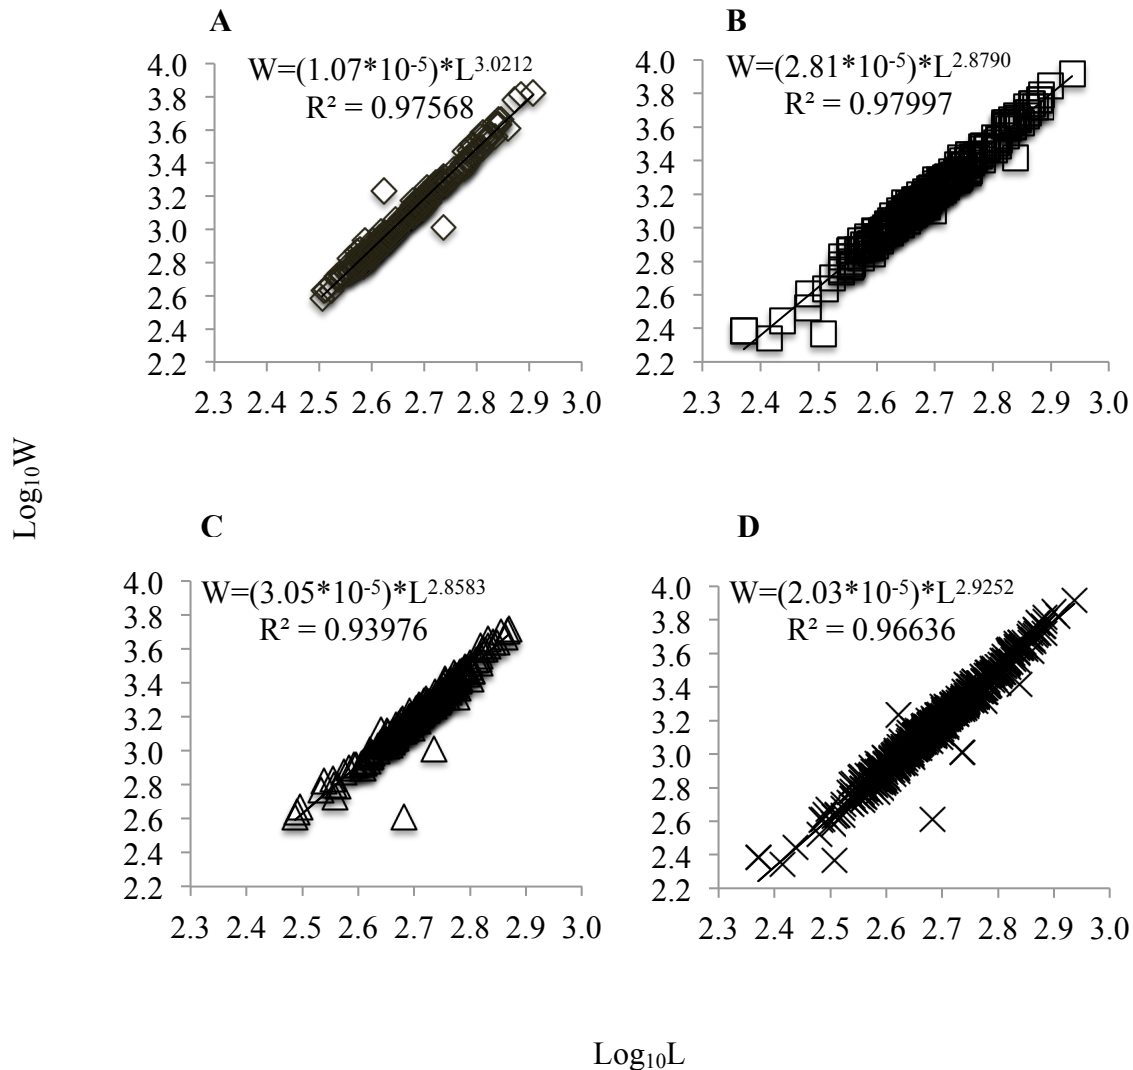 A
W=(1.07*10⁻⁵)*L³·⁰²¹²
R² = 0.97568
4.0
3.8
3.6
3.4
3.2
3.0
2.8
2.6
2.4
2.2
2.3 2.4 2.5 2.6 2.7 2.8 2.9 3.0
B
W=(2.81*10⁻⁵)*L²·⁸⁷⁹⁰
R² = 0.97997
4.0
3.8
3.6
3.4
3.2
3.0
2.8
2.6
2.4
2.2
2.3 2.4 2.5 2.6 2.7 2.8 2.9 3.0
Log₁₀W
C
W=(3.05*10⁻⁵)*L²·⁸⁵⁸³
R² = 0.93976
4.0
3.8
3.6
3.4
3.2
3.0
2.8
2.6
2.4
2.2
2.3 2.4 2.5 2.6 2.7 2.8 2.9 3.0
D
W=(2.03*10⁻⁵)*L²·⁹²⁵²
R² = 0.96636
4.0
3.8
3.6
3.4
3.2
3.0
2.8
2.6
2.4
2.2
2.3 2.4 2.5 2.6 2.7 2.8 2.9 3.0
Log₁₀L